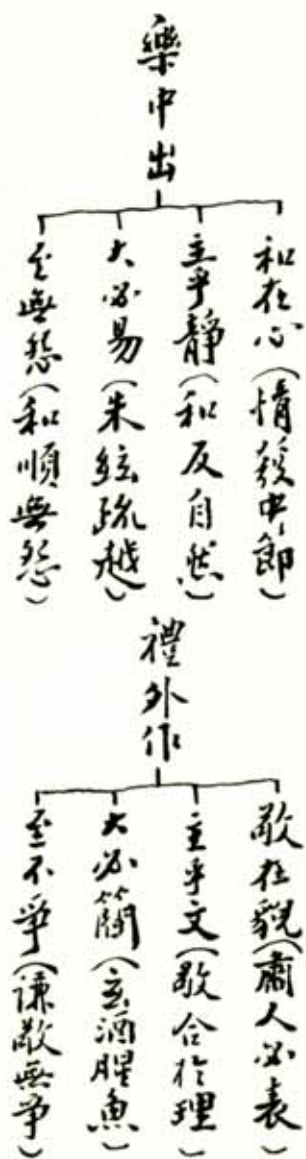 樂中出
和在心(情發中節)
主乎靜(和反自然)
大必易(朱絃疏越)
至無怨(和順無怨)
禮外作
敬在貌(肅人必表)
主乎文(敬合於理)
大必簡(玄酒腥魚)
至不爭(謙敬無爭)